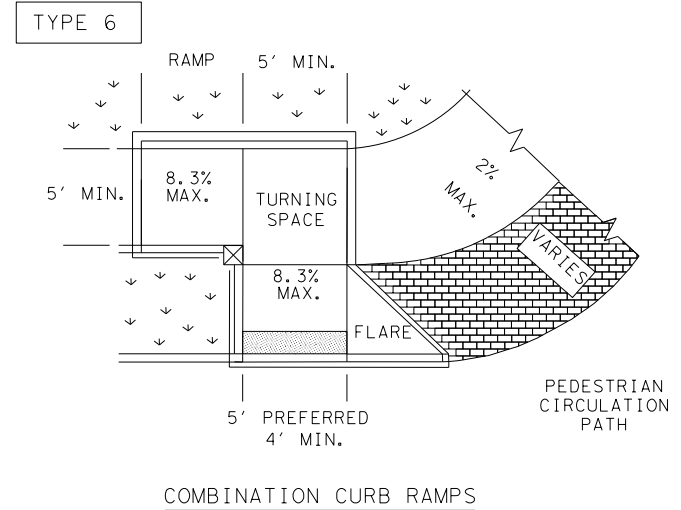 TYPE 6
RAMP
5' MIN.
8.3%
MAX.
5' MIN.
TURNING
SPACE
2%
MAX.
VARIES
8.3%
MAX.
FLARE
PEDESTRIAN
CIRCULATION
PATH
5' PREFERRED
4' MIN.
COMBINATION CURB RAMPS